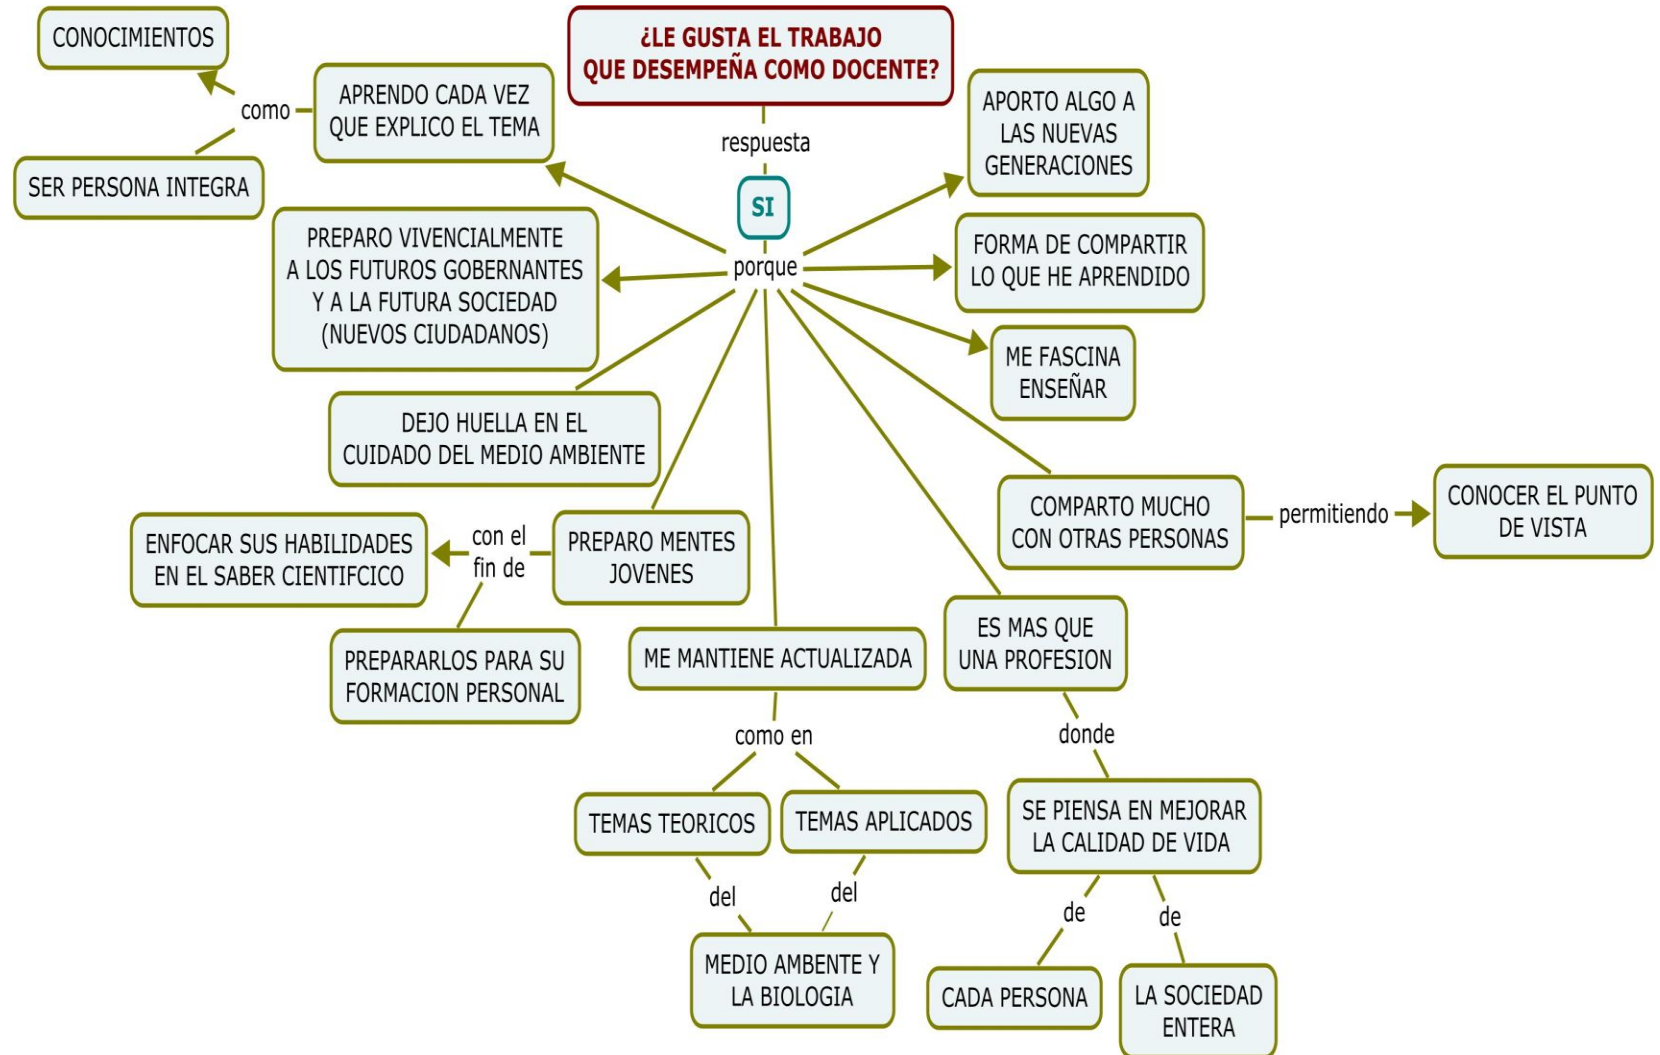 ¿LE GUSTA EL TRABAJO
QUE DESEMPEÑA COMO DOCENTE?
respuesta
SI
porque
CONOCIMIENTOS
como
APRENDO CADA VEZ
QUE EXPLICO EL TEMA
SER PERSONA INTEGRA
APORTO ALGO A
LAS NUEVAS
GENERACIONES
PREPARO VIVENCIALMENTE
A LOS FUTUROS GOBERNANTES
Y A LA FUTURA SOCIEDAD
(NUEVOS CIUDADANOS)
FORMA DE COMPARTIR
LO QUE HE APRENDIDO
ME FASCINA
ENSEÑAR
DEJO HUELLA EN EL
CUIDADO DEL MEDIO AMBIENTE
COMPARTO MUCHO
CON OTRAS PERSONAS
permitiendo
CONOCER EL PUNTO
DE VISTA
PREPARO MENTES
JOVENES
con el
fin de
ENFOCAR SUS HABILIDADES
EN EL SABER CIENTIFCICO
PREPARARLOS PARA SU
FORMACION PERSONAL
ME MANTIENE ACTUALIZADA
como en
TEMAS TEORICOS
TEMAS APLICADOS
del
del
MEDIO AMBENTE Y
LA BIOLOGIA
ES MAS QUE
UNA PROFESION
donde
SE PIENSA EN MEJORAR
LA CALIDAD DE VIDA
de
de
CADA PERSONA
LA SOCIEDAD
ENTERA